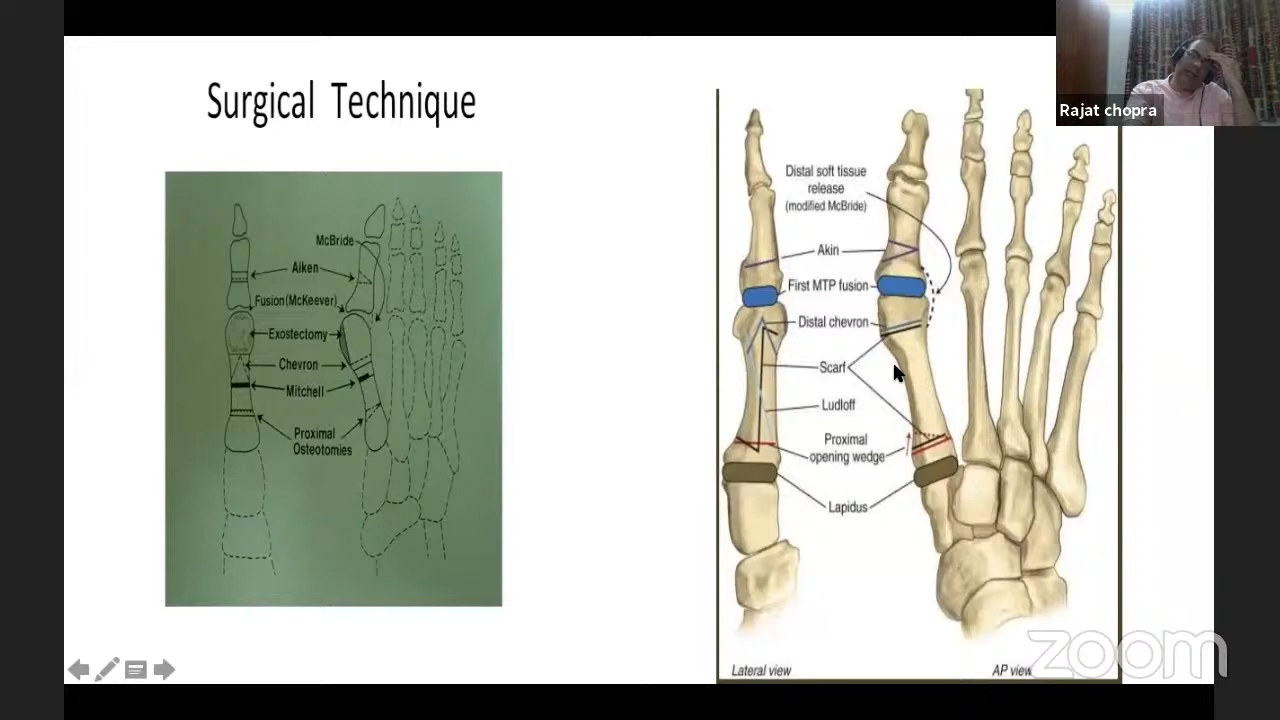 Surgical Technique
Rajat chopra
McBride
Aiken
Fusion(McKeever)
Exostectomy
Chevron
Mitchell
Proximal
Osteotomies
Distal soft tissue
release
(modified McBride)
Akin
First MTP fusion
Distal chevron
Scarf
Ludloff
Proximal
opening wedge
Lapidus
Lateral view
AP view
zoom